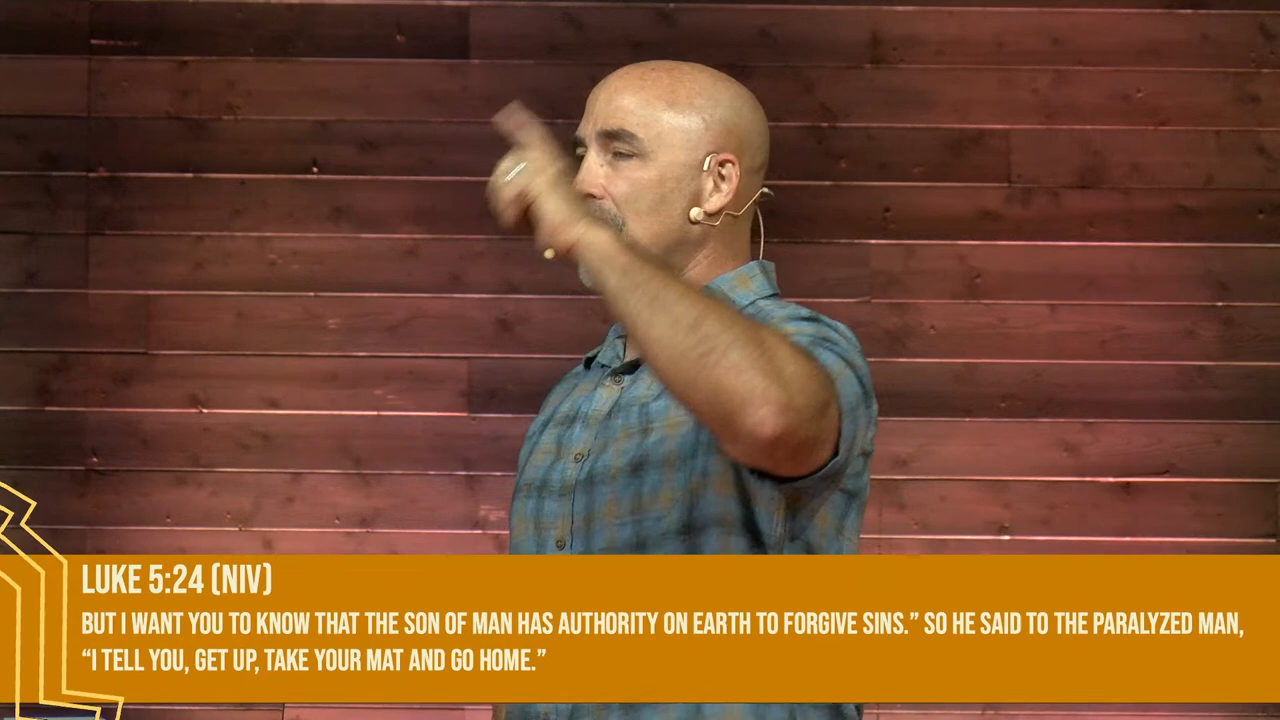 LUKE 5:24 (NIV)
BUT I WANT YOU TO KNOW THAT THE SON OF MAN HAS AUTHORITY ON EARTH TO FORGIVE SINS.” SO HE SAID TO THE PARALYZED MAN,
“I TELL YOU, GET UP, TAKE YOUR MAT AND GO HOME.”